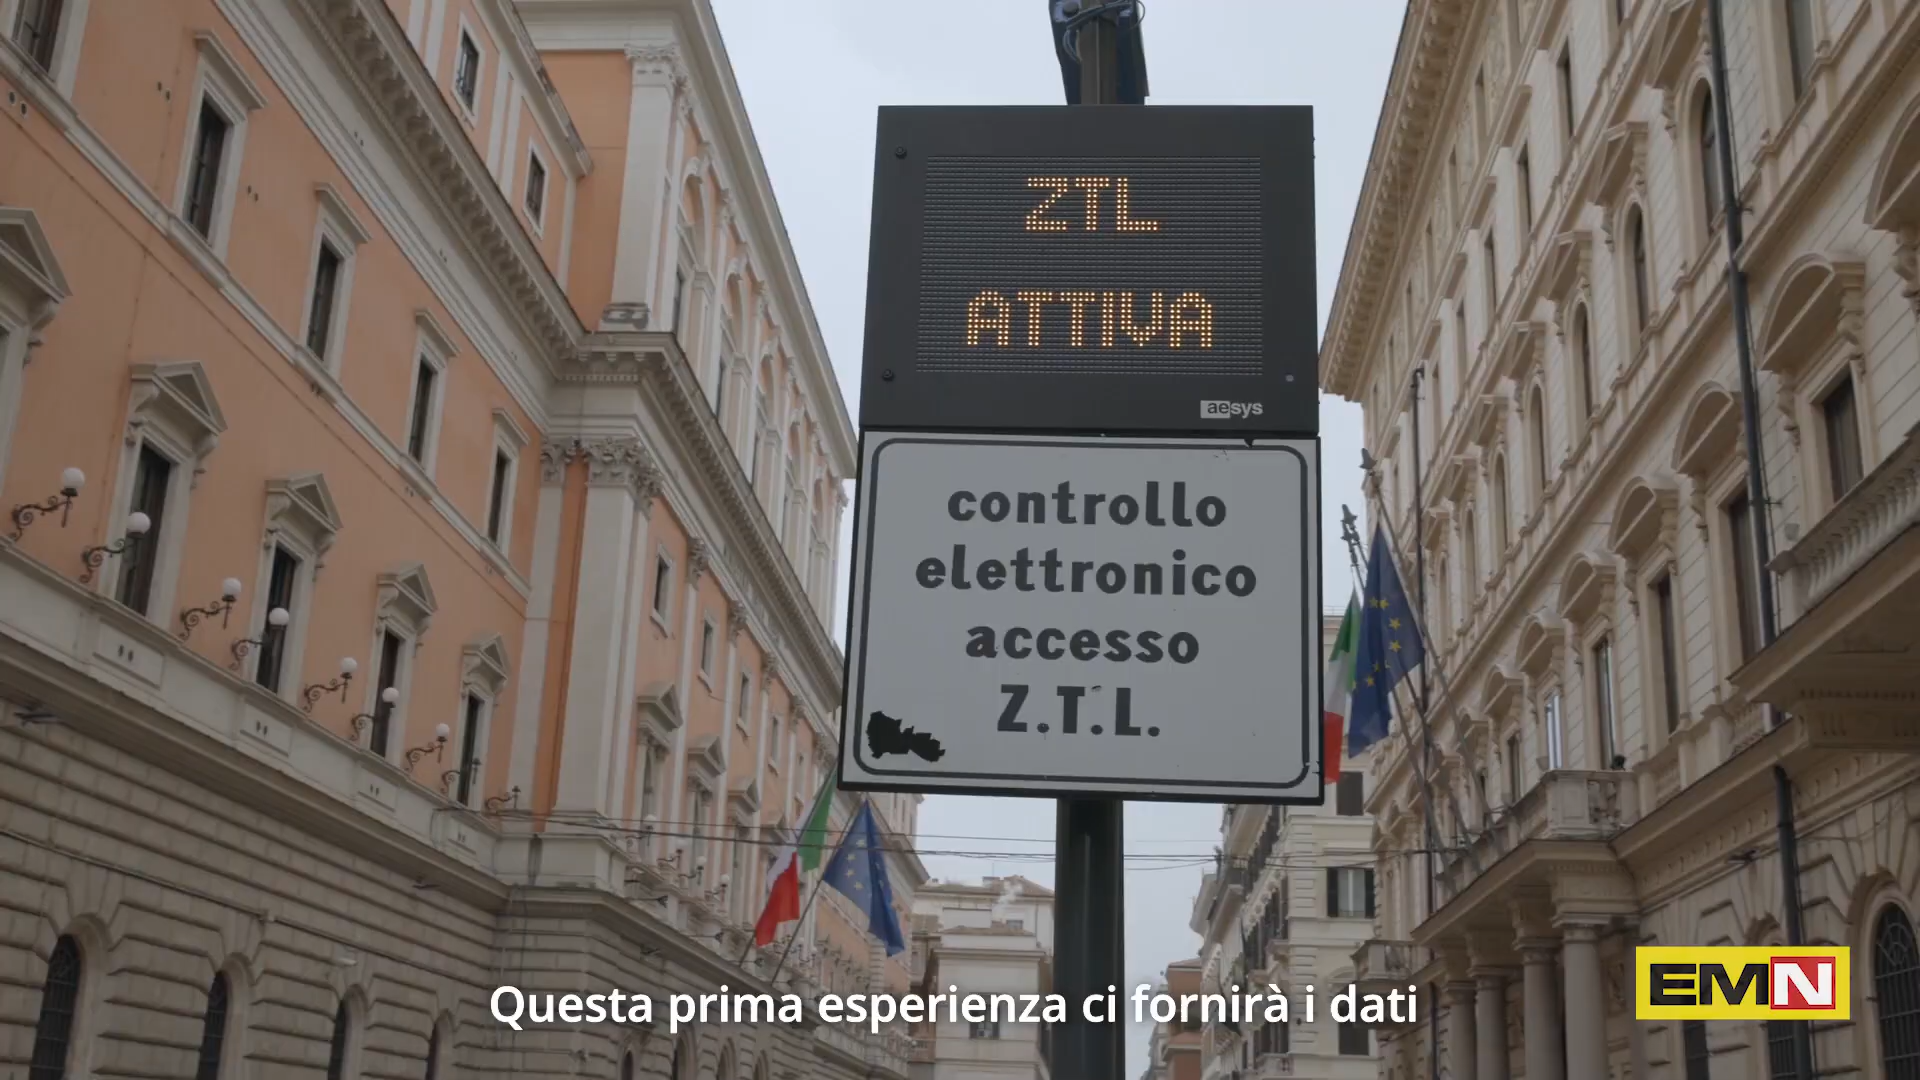 ZTL
ATTIVA
aesys
controllo
elettronico
accesso
Z.T.L.
Questa prima esperienza ci fornirà i dati
EMN